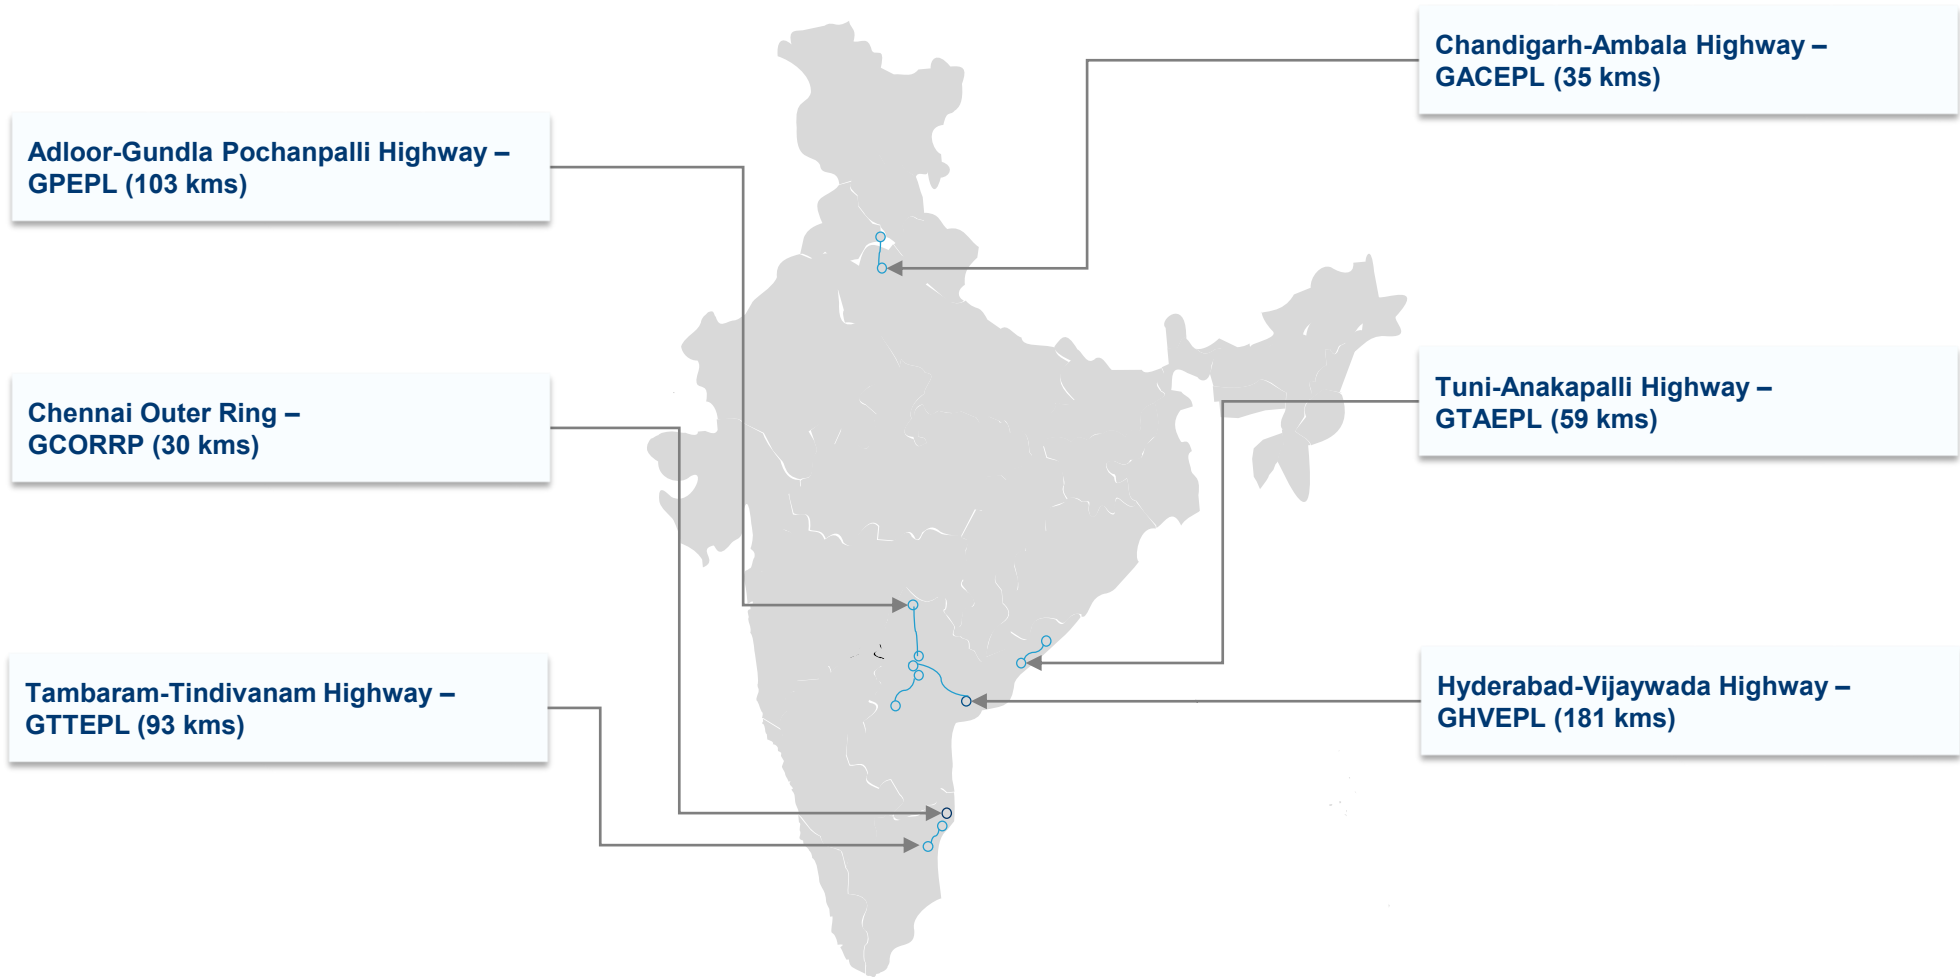 Chandigarh-Ambala Highway –
GACEPL (35 kms)
Adloor-Gundla Pochanpalli Highway –
GPEPL (103 kms)
Chennai Outer Ring –
GCORRP (30 kms)
Tuni-Anakapalli Highway –
GTAEPL (59 kms)
Tambaram-Tindivanam Highway –
GTTEPL (93 kms)
Hyderabad-Vijaywada Highway –
GHVEPL (181 kms)